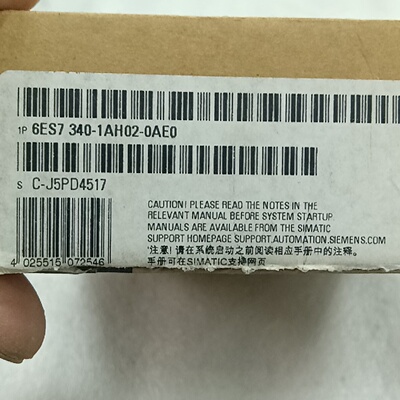 1P 6ES7 340-1AH02-0AE0
S C-J5PD4517
CAUTION! PLEASE READ THE NOTES IN THE
RELEVANT MANUAL BEFORE SYSTEM STARTUP.
MANUALS ARE AVAILABLE FROM THE SIMATIC
SUPPORT HOMEPAGE SUPPORT.AUTOMATION.SIEMENS.COM
'注意! 请在系统启动之前阅读相应手册中的注释。
手册可在SIMATIC支持网页
4 025515 072546